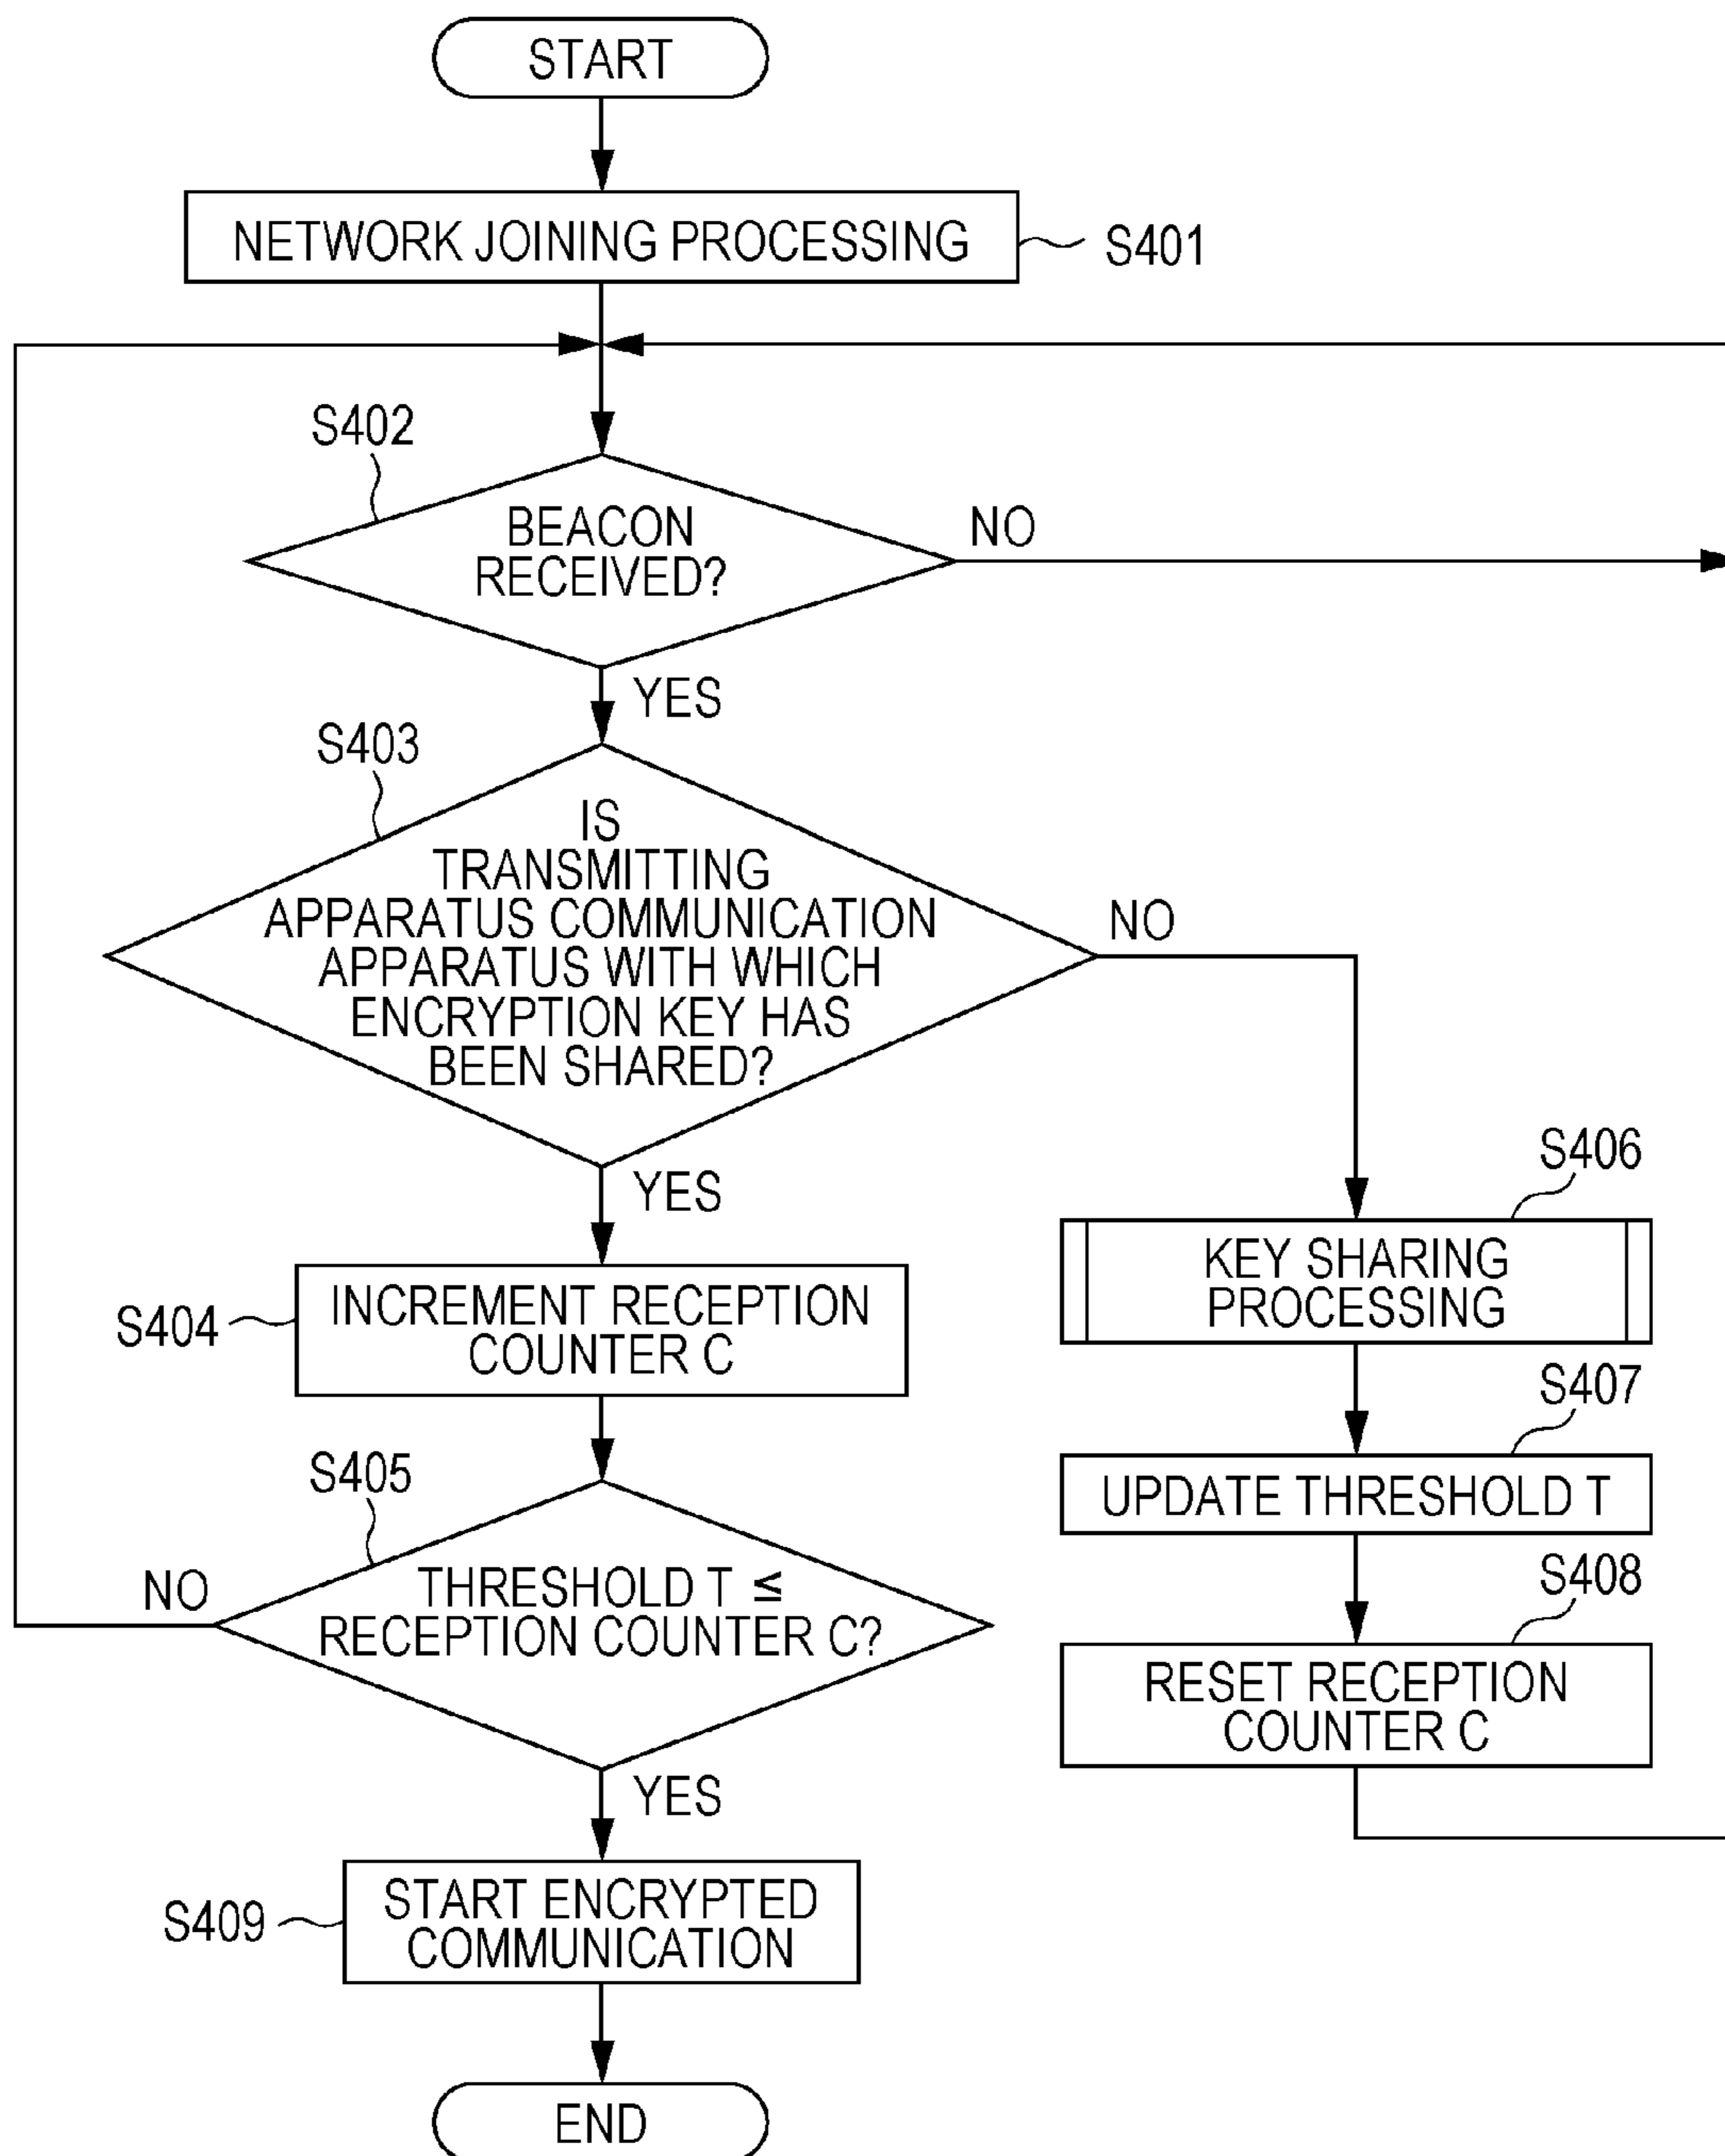 START
NETWORK JOINING PROCESSING
S401
S402
BEACON
RECEIVED?
NO
YES
S403
IS
TRANSMITTING
APPARATUS COMMUNICATION
APPARATUS WITH WHICH
ENCRYPTION KEY HAS
BEEN SHARED?
NO
YES
S404
INCREMENT RECEPTION
COUNTER C
S405
THRESHOLD T ≦
RECEPTION COUNTER C?
NO
YES
S406
KEY SHARING
PROCESSING
S407
UPDATE THRESHOLD T
S408
RESET RECEPTION
COUNTER C
S409
START ENCRYPTED
COMMUNICATION
END